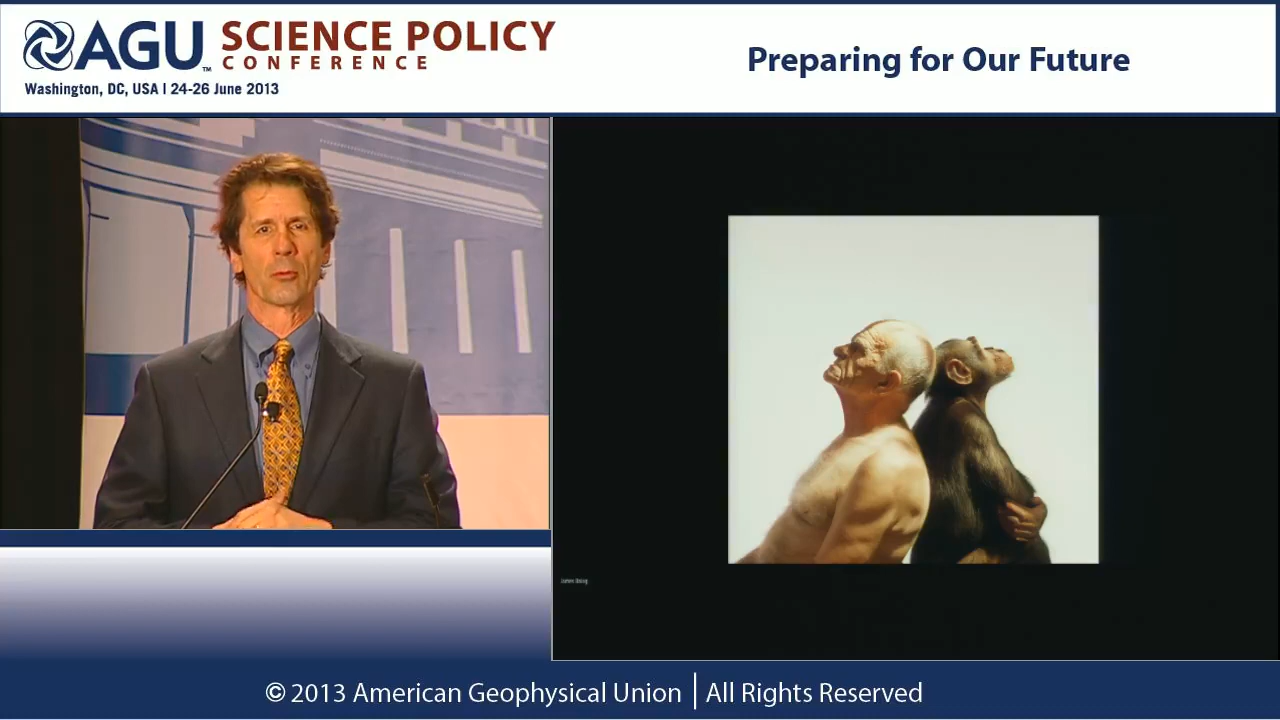 AGU™ SCIENCE POLICY
CONFERENCE
Washington, DC, USA | 24-26 June 2013
Preparing for Our Future
© 2013 American Geophysical Union | All Rights Reserved